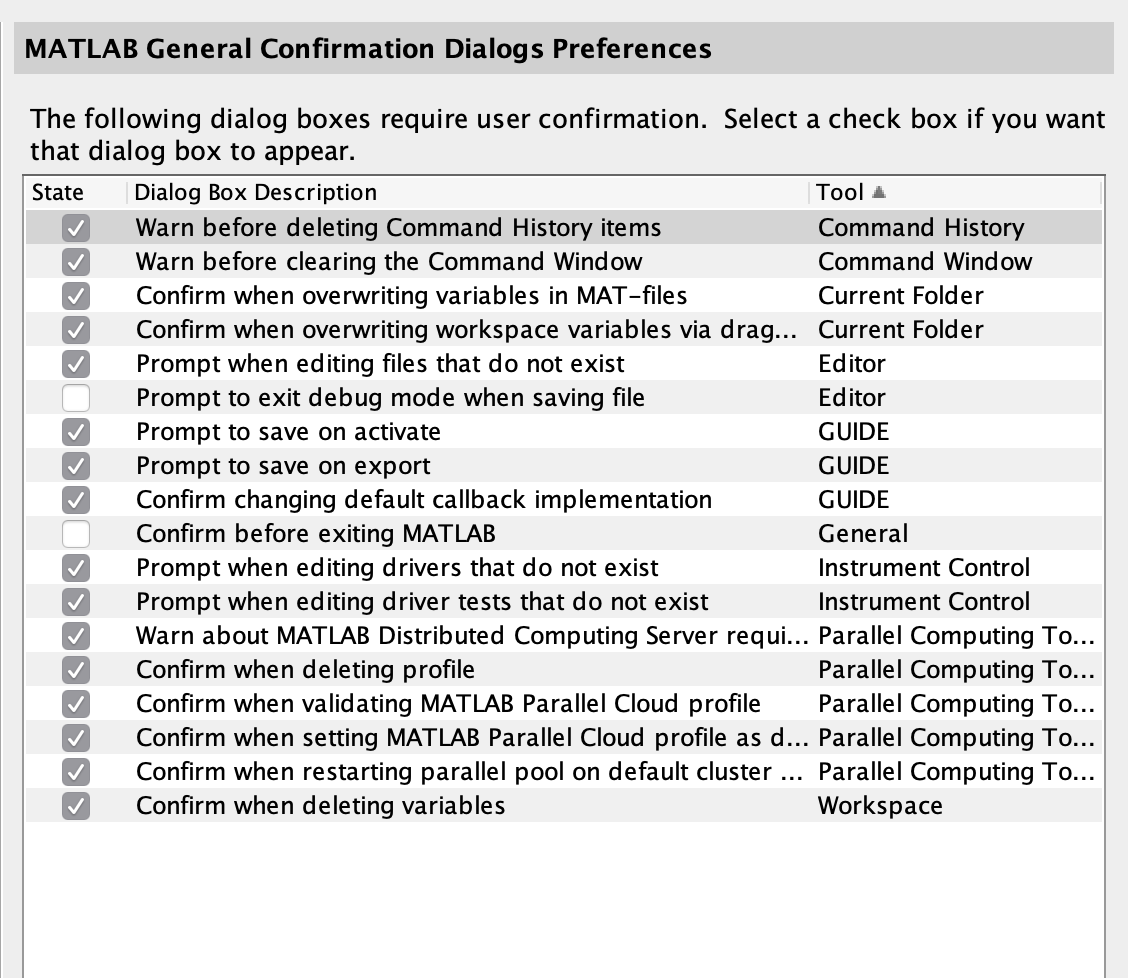 MATLAB General Confirmation Dialogs Preferences
The following dialog boxes require user confirmation.  Select a check box if you want
that dialog box to appear.
State Dialog Box Description Tool
Warn before deleting Command History items Command History
Warn before clearing the Command Window Command Window
Confirm when overwriting variables in MAT-files Current Folder
Confirm when overwriting workspace variables via drag... Current Folder
Prompt when editing files that do not exist Editor
Prompt to exit debug mode when saving file Editor
Prompt to save on activate GUIDE
Prompt to save on export GUIDE
Confirm changing default callback implementation GUIDE
Confirm before exiting MATLAB General
Prompt when editing drivers that do not exist Instrument Control
Prompt when editing driver tests that do not exist Instrument Control
Warn about MATLAB Distributed Computing Server requi... Parallel Computing To...
Confirm when deleting profile Parallel Computing To...
Confirm when validating MATLAB Parallel Cloud profile Parallel Computing To...
Confirm when setting MATLAB Parallel Cloud profile as d... Parallel Computing To...
Confirm when restarting parallel pool on default cluster ... Parallel Computing To...
Confirm when deleting variables Workspace